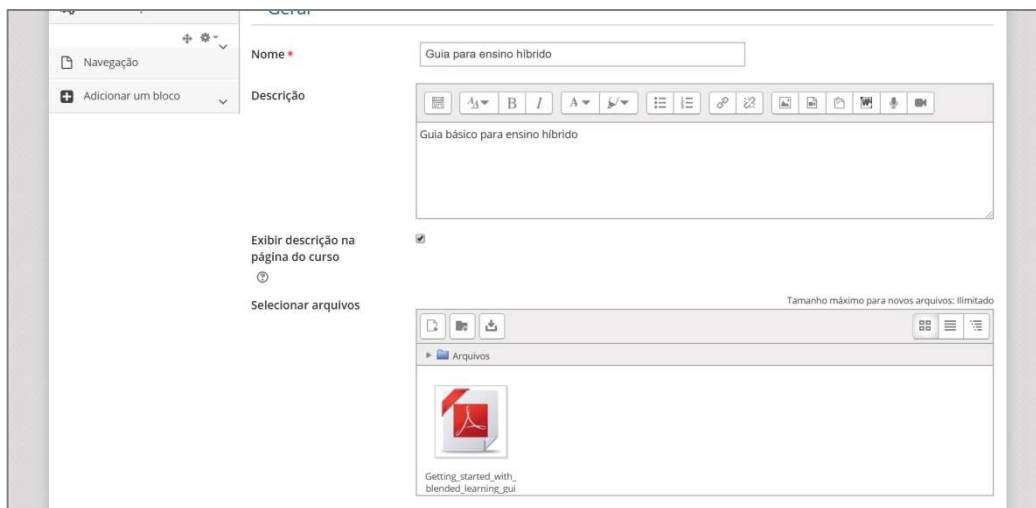 Geral
Nome *
Guia para ensino híbrido
Navegação
Adicionar um bloco
Descrição
B I
Guia básico para ensino híbrido
Exibir descrição na
página do curso
Selecionar arquivos
Tamanho máximo para novos arquivos: Ilimitado
Arquivos
Getting_started_with_
blended_learning_gui